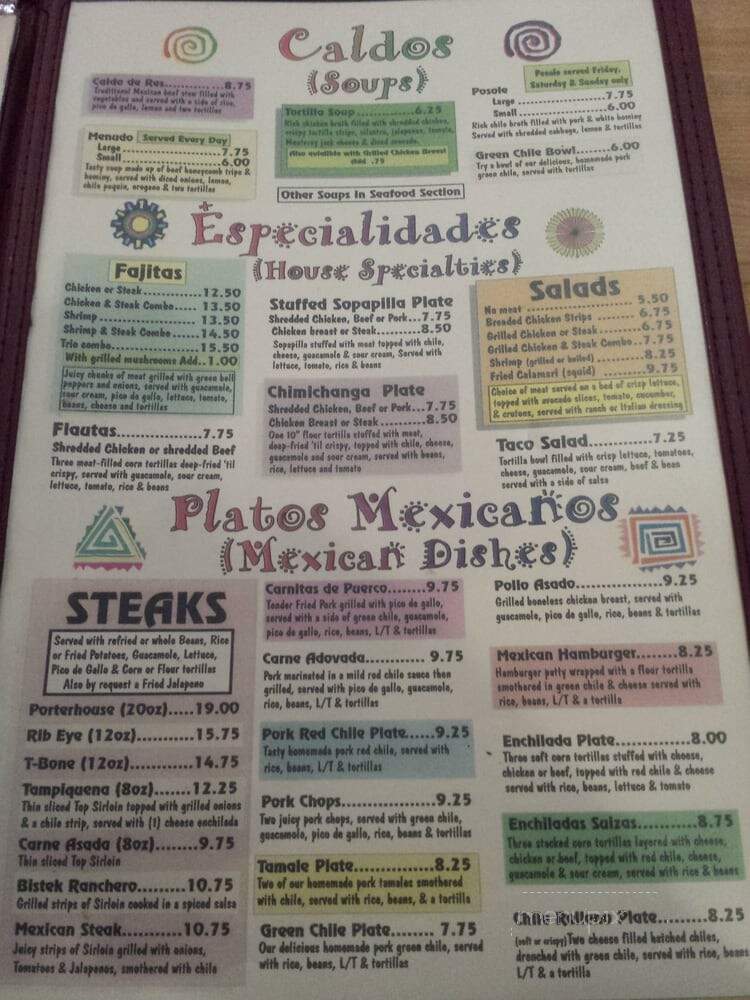 Caldos
(Soups)
Caldo de Res...........8.75
Traditional Mexican beef stew filled with
vegetables and served with a side of rice,
pico de gallo, lemon and two tortillas
Menudo Served Every Day
Large......................7.75
Small......................6.00
Tasty soup made up of beef honeycomb tripe &
hominy, served with diced onions, lemon,
chile pequin, oregano & two tortillas
Tortilla Soup..............6.25
Rich chicken broth filled with shredded chicken,
crispy tortilla strips, cilantro, jalapenos, tomato,
Monterey jack cheese & diced avocado.
Also available with Grilled Chicken Breast
Add .75
Other Soups In Seafood Section
Posole served Friday,
Saturday & Sunday only
Posole
Large......................7.75
Small......................6.00
Rich chile broth filled with pork & white hominy
Served with shredded cabbage, lemon & tortillas
Green Chile Bowl.......6.00
Try a bowl of our delicious, homemade pork
green chile, served with tortillas
Especialidades
(House Specialties)
Fajitas
Chicken or Steak............12.50
Chicken & Steak Combo..... 13.50
Shrimp..................... 13.50
Shrimp & Steak Combo...... 14.50
Trio combo..................15.50
With grilled mushrooms Add..1.00
Juicy chunks of meat grilled with green bell
peppers and onions, served with guacamole,
sour cream, pico de gallo, lettuce, tomato,
beans, cheese and tortillas
Flautas...............7.75
Shredded Chicken or shredded Beef
Three meat-filled corn tortillas deep-fried 'til
crispy, served with guacamole, sour cream,
lettuce, tomato, rice & beans
Stuffed Sopapilla Plate
Shredded Chicken, Beef or Pork...7.75
Chicken breast or Steak..........8.50
Sopapilla stuffed with meat topped with chile,
cheese, guacamole & sour cream, Served with
lettuce, tomato, rice & beans
Chimichanga Plate
Shredded Chicken, Beef or Pork...7.75
Chicken Breast or Steak..........8.50
One 10" flour tortilla stuffed with meat,
deep-fried 'til crispy, topped with chile, cheese,
guacamole and sour cream, served with beans,
rice, lettuce and tomato
Salads
No meat ..................... 5.50
Breaded Chicken Strips ....... 6.75
Grilled Chicken or Steak.......6.75
Grilled Chicken & Steak Combo..7.75
Shrimp (grilled or boiled).......8.25
Fried Calamari (squid) .........9.75
Choice of meat served on a bed of crisp lettuce,
topped with avocado slices, tomato, cucumber,
& croutons, served with ranch or Italian dressing
Taco Salad...............7.25
Tortilla bowl filled with crisp lettuce, tomatoes,
cheese, guacamole, sour cream, beef & bean
served with a side of salsa
Platos Mexicanos
(Mexican Dishes)
STEAKS
Served with refried or whole Beans, Rice
or Fried Potatoes, Guacamole, Lettuce,
Pico de Gallo & Corn or Flour tortillas
Also by request a Fried Jalapeno
Porterhouse (20oz).....19.00
Rib Eye (12oz)...........15.75
T-Bone (12oz)............14.75
Tampiquena (8oz)........12.25
Thin sliced Top Sirloin topped with grilled onions
& a chile strip, served with (1) cheese enchilada
Carne Asada (8oz).......9.75
Thin sliced Top Sirloin
Bistek Ranchero.........10.75
Grilled strips of Sirloin cooked in a spiced salsa
Mexican Steak...........10.75
Juicy strips of Sirloin grilled with onions,
Tomatoes & Jalapenos, smothered with chile
Carnitas de Puerco.......9.75
Tender Fried Pork grilled with pico de gallo,
served with a side of green chile, guacamole,
pico de gallo, rice, beans, L/T & tortillas
Carne Adovada............ 9.75
Pork marinated in a mild red chile sauce then
grilled, served with pico de gallo, guacamole,
rice, beans, L/T & tortillas
Pork Red Chile Plate......9.25
Tasty homemade pork red chile, served with
rice, beans, L/T & tortillas
Pork Chops................9.25
Two juicy pork chops, served with green chile,
guacamole, pico de gallo, rice, beans & tortillas
Tamale Plate..............8.25
Two of our homemade pork tamales smothered
with chile, served with rice, beans, & a tortilla
Green Chile Plate........ 7.75
Our delicious homemade pork green chile, served
with rice, beans, L/T & tortillas
Pollo Asado................9.25
Grilled boneless chicken breast, served with
guacamole, pico de gallo, rice, beans & tortillas
Mexican Hamburger........8.25
Hamburger patty wrapped with a flour tortilla
smothered in green chile & cheese served with
rice, beans, L/T & a tortilla
Enchilada Plate............8.00
Three soft corn tortillas stuffed with cheese,
chicken or beef, topped with red chile & cheese
served with rice, beans, lettuce & tomato
Enchiladas Suizas.........8.75
Three stacked corn tortillas layered with cheese,
chicken or beef, topped with red chile, cheese,
guacamole & sour cream, served with rice & beans
Chile Relleno Plate.........8.25
(soft or crispy) Two cheese filled hatched chiles,
drenched with green chile, served with rice, beans
L/T & a tortilla